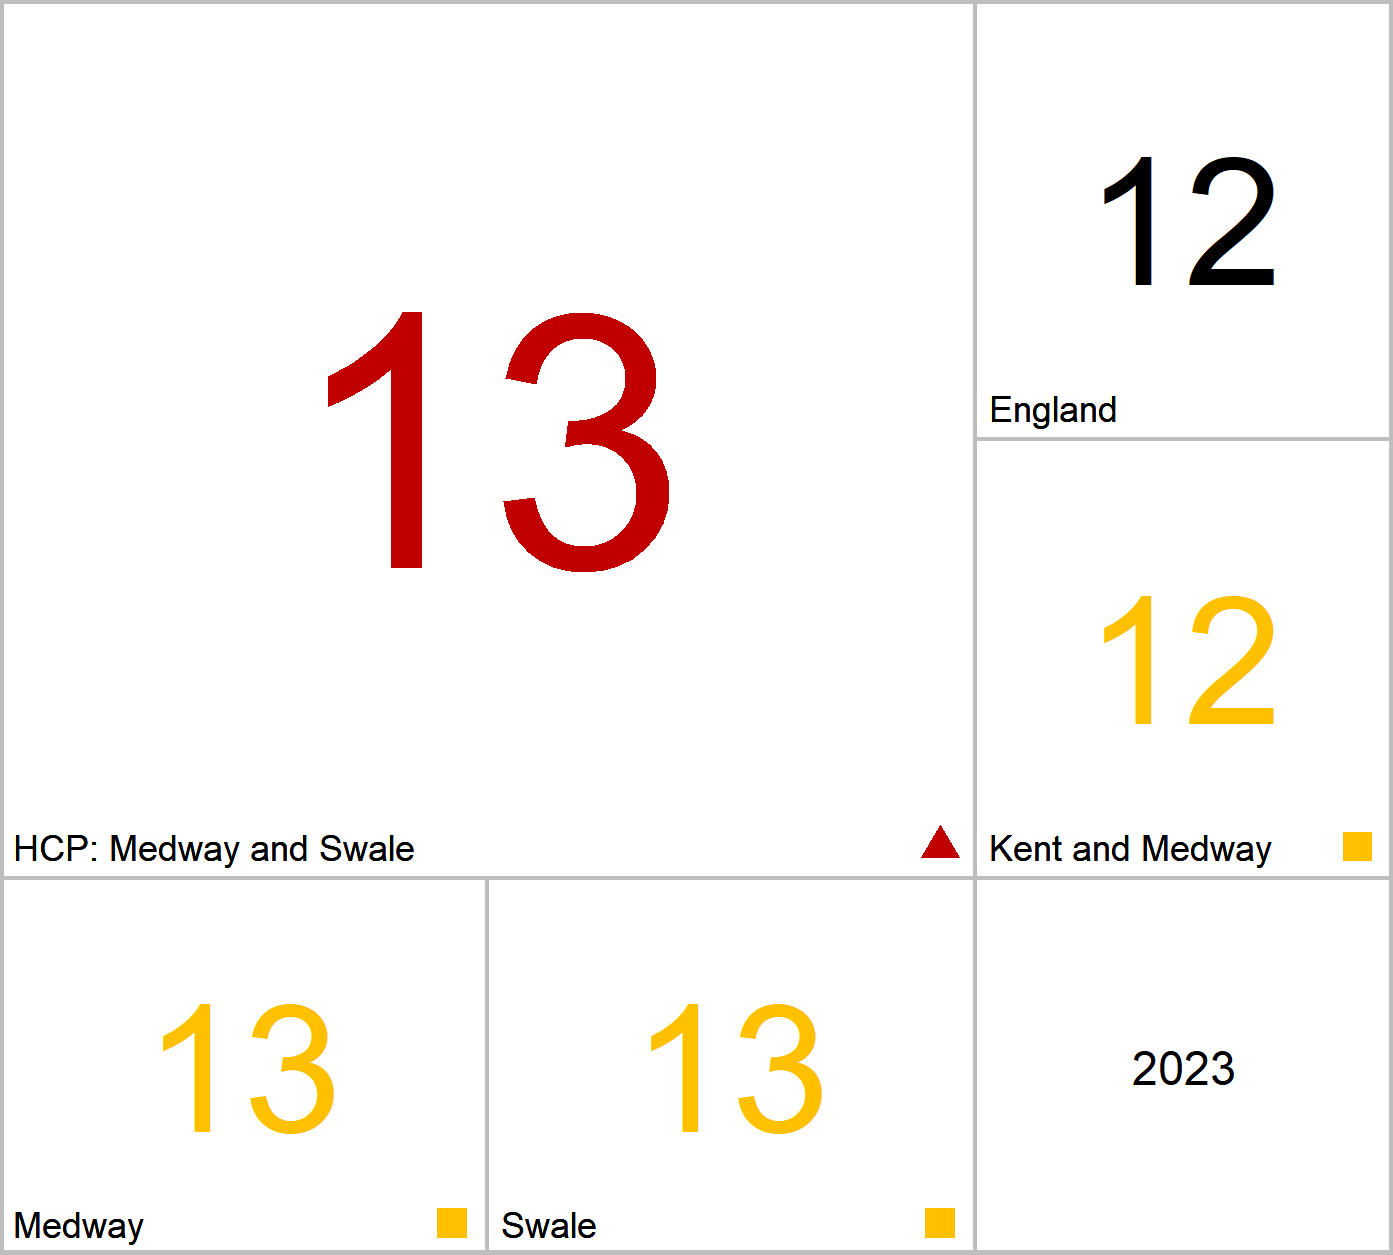 13
HCP: Medway and Swale
12
England
12
Kent and Medway
13
Medway
13
Swale
2023